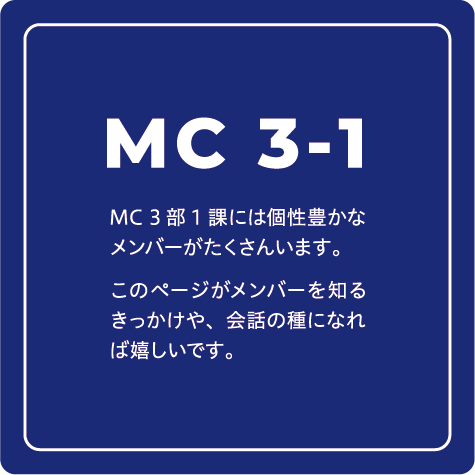 MC 3-1
MC 3 部 1 課には個性豊かな
メンバーがたくさんいます。
このページがメンバーを知る
きっかけや、会話の種になれ
ば嬉しいです。